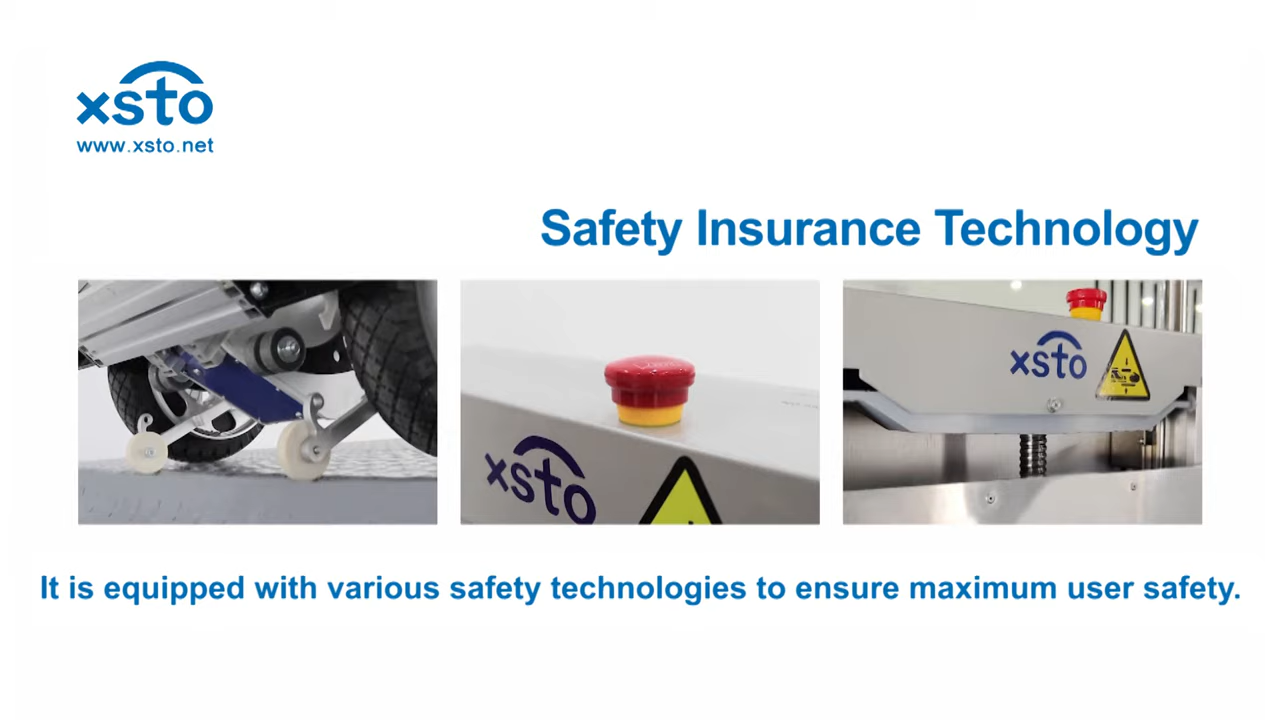 xsto
www.xsto.net
Safety Insurance Technology
xsto
xsto
It is equipped with various safety technologies to ensure maximum user safety.